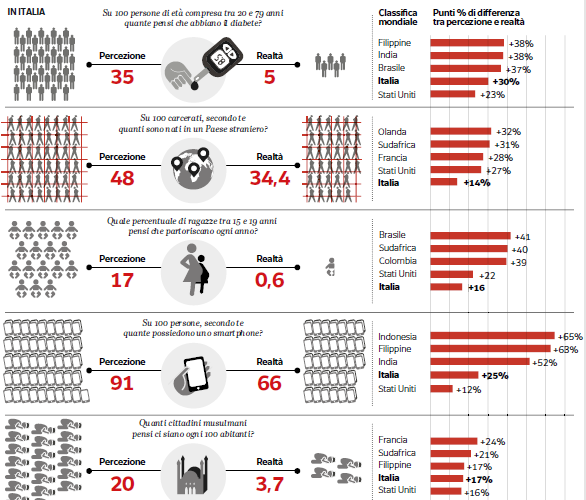 IN ITALIA
Su 100 persone di età compresa tra 20 e 79 anni
quante pensi che abbiano il diabete?
Percezione
35
Realtà
5
Classifica
mondiale
Punti % di differenza
tra percezione e realtà
Filippine +38%
India +38%
Brasile +37%
Italia +30%
Stati Uniti +23%
Su 100 carcerati, secondo te
quanti sono nati in un Paese straniero?
Percezione
48
Realtà
34,4
Olanda +32%
Sudafrica +31%
Francia +28%
Stati Uniti +27%
Italia +14%
Quale percentuale di ragazze tra 15 e 19 anni
pensi che partoriscano ogni anno?
Percezione
17
Realtà
0,6
Brasile +41
Sudafrica +40
Colombia +39
Stati Uniti +22
Italia +16
Su 100 persone, secondo te
quante possiedono uno smartphone?
Percezione
91
Realtà
66
Indonesia +65%
Filippine +63%
India +52%
Italia +25%
Stati Uniti +12%
Quanti cittadini musulmani
pensi ci siano ogni 100 abitanti?
Percezione
20
Realtà
3,7
Francia +24%
Sudafrica +21%
Filippine +17%
Italia +17%
Stati Uniti +16%